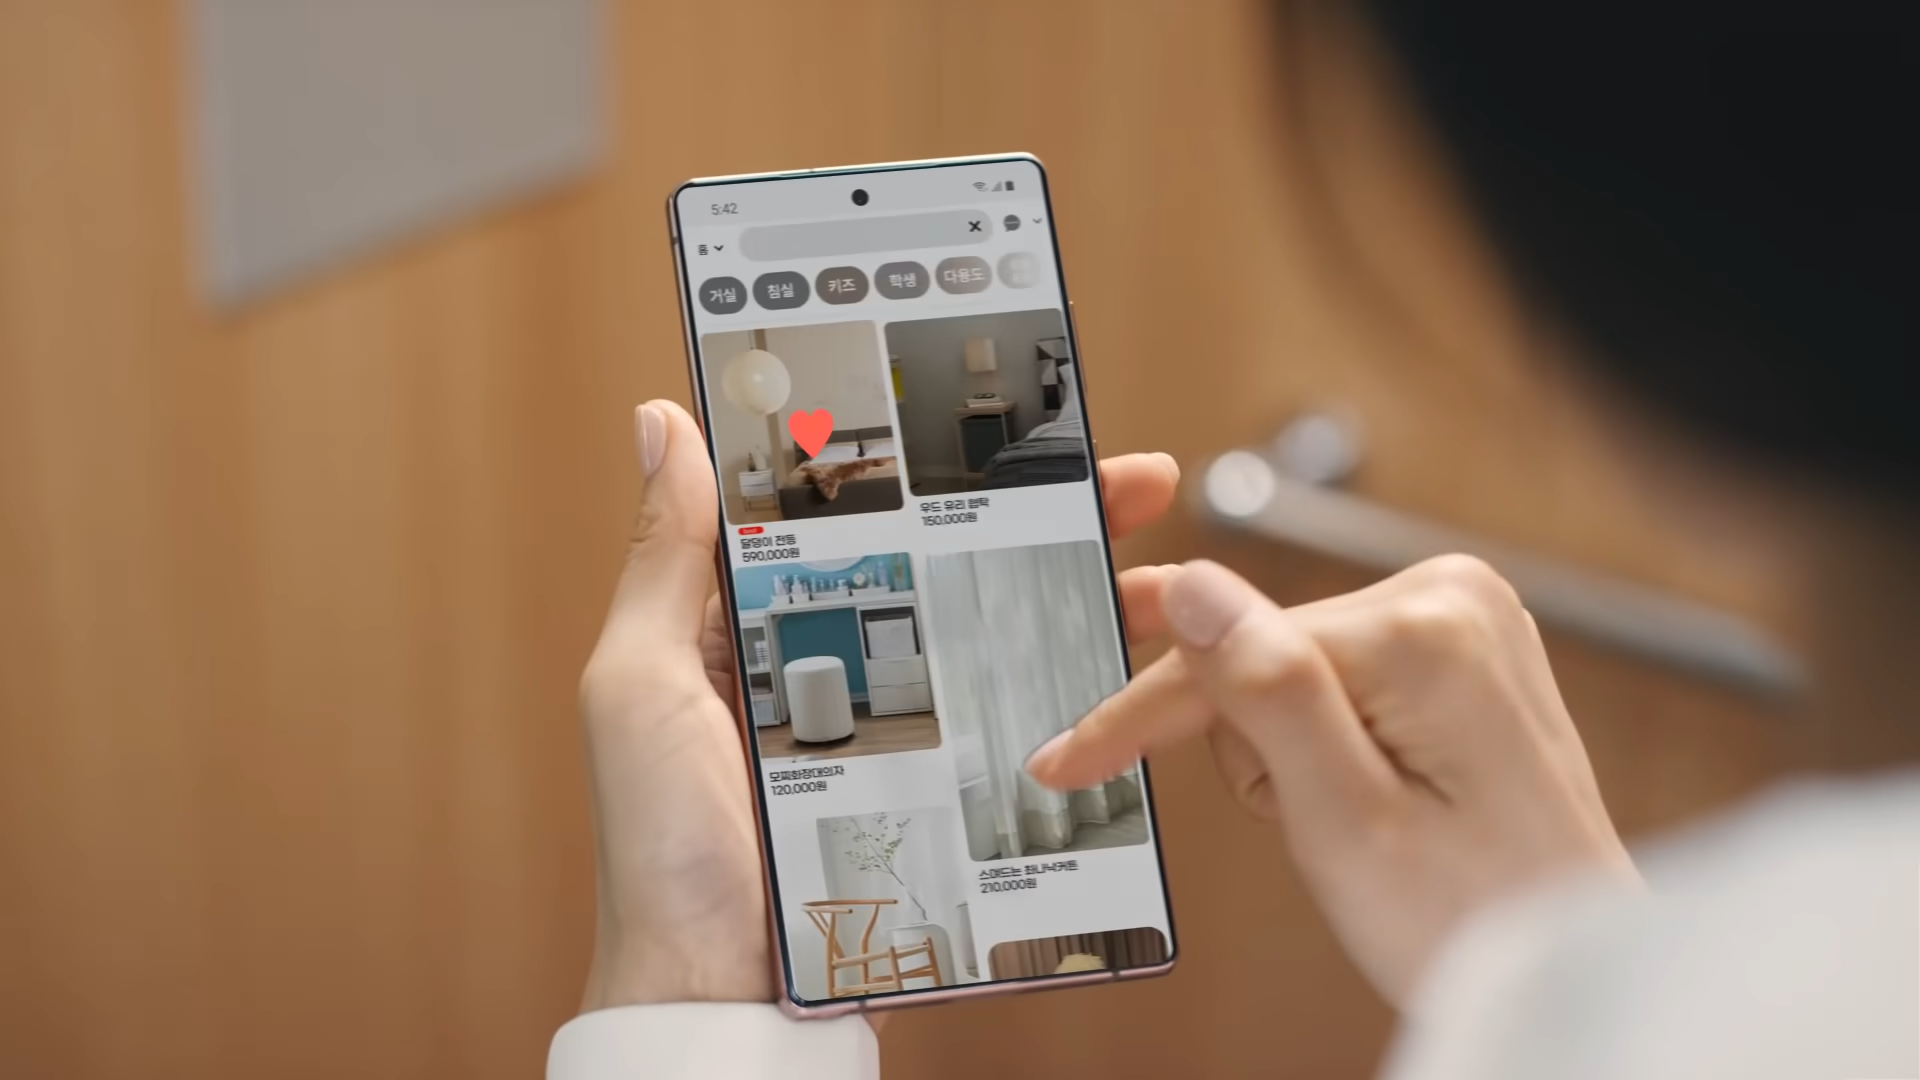 5:42
홈
거실 침실 키즈 학생 다용도
우드 유리 협탁
150,000원
달덩이 전등
590,000원
모찌화장대의자
120,000원
210,000원